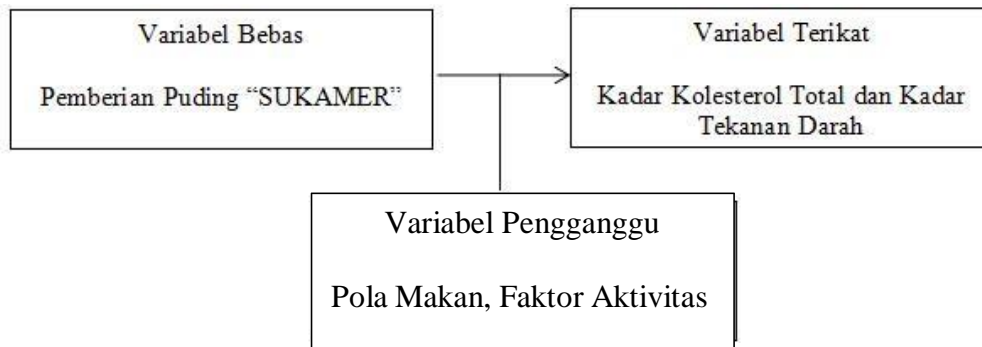 Variabel Bebas
Pemberian Puding “SUKAMER”
Variabel Terikat
Kadar Kolesterol Total dan Kadar
Tekanan Darah
Variabel Pengganggu
Pola Makan, Faktor Aktivitas